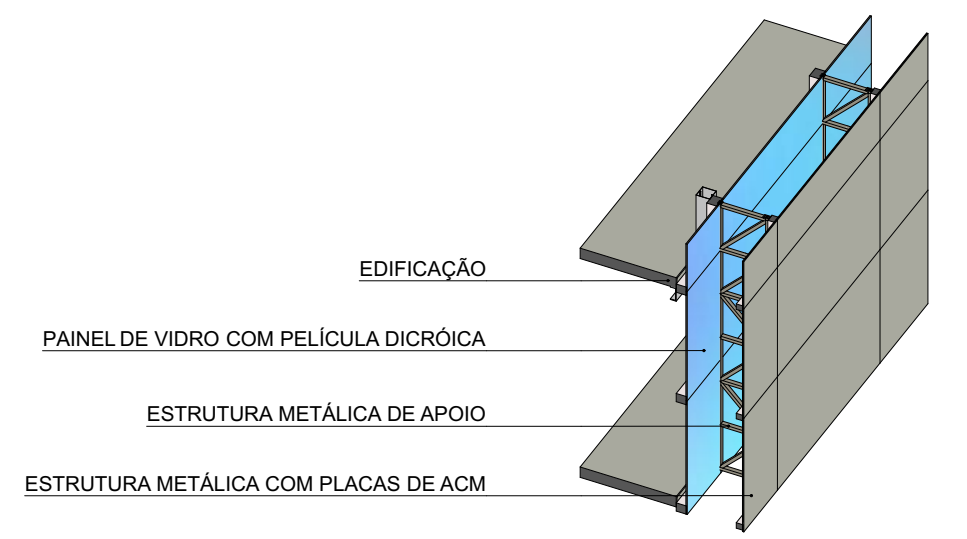 EDIFICAÇÃO
PAINEL DE VIDRO COM PELÍCULA DICRÓICA
ESTRUTURA METÁLICA DE APOIO
ESTRUTURA METÁLICA COM PLACAS DE ACM